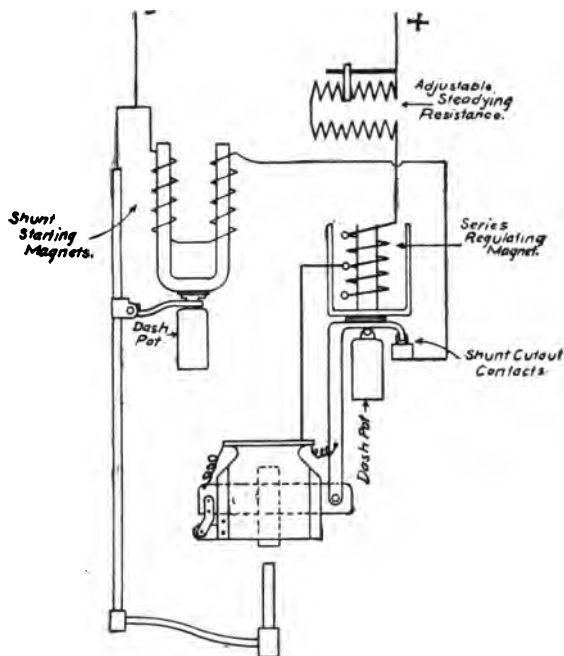 +
Adjustable
Steadying
Resistance.
Shunt
Starting
Magnets.
Series
Regulating
Magnet.
Dash
Pot
Shunt Cutout
Contacts
Dash Pot